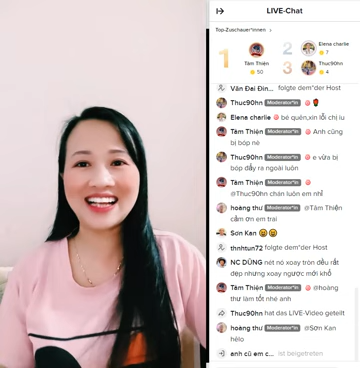 LIVE-Chat
Top-Zuschauer*innen >
1
Tâm Thiện
50
2
Elena charlie
7
3
Thuc90hn
4
Văn Đai Đin... folgte dem*der Host
Thuc90hn Moderator*in
Elena charlie bé quên,xin lỗi chị iu
Tâm Thiện Moderator*in Anh cũng
bị bóp nè
Thuc90hn Moderator*in e vừa bị
bóp đẩy ra ngoài luôn
Tâm Thiện Moderator*in
@Thuc90hn chán luôn em nhỉ
hoàng thư Moderator*in @Tâm Thiện
cảm ơn em trai
Sơn Kan
thnhtun72 folgte dem*der Host
NC DŨNG nét nó xoay tròn đều rất
đẹp nhưng xoay ngược mới khổ
Tâm Thiện Moderator*in @hoàng
thư làm tốt nhé anh
Thuc90hn hat das LIVE-Video geteilt
hoàng thư Moderator*in @Sơn Kan
hêlo
anh cũ em c... ist beigetreten